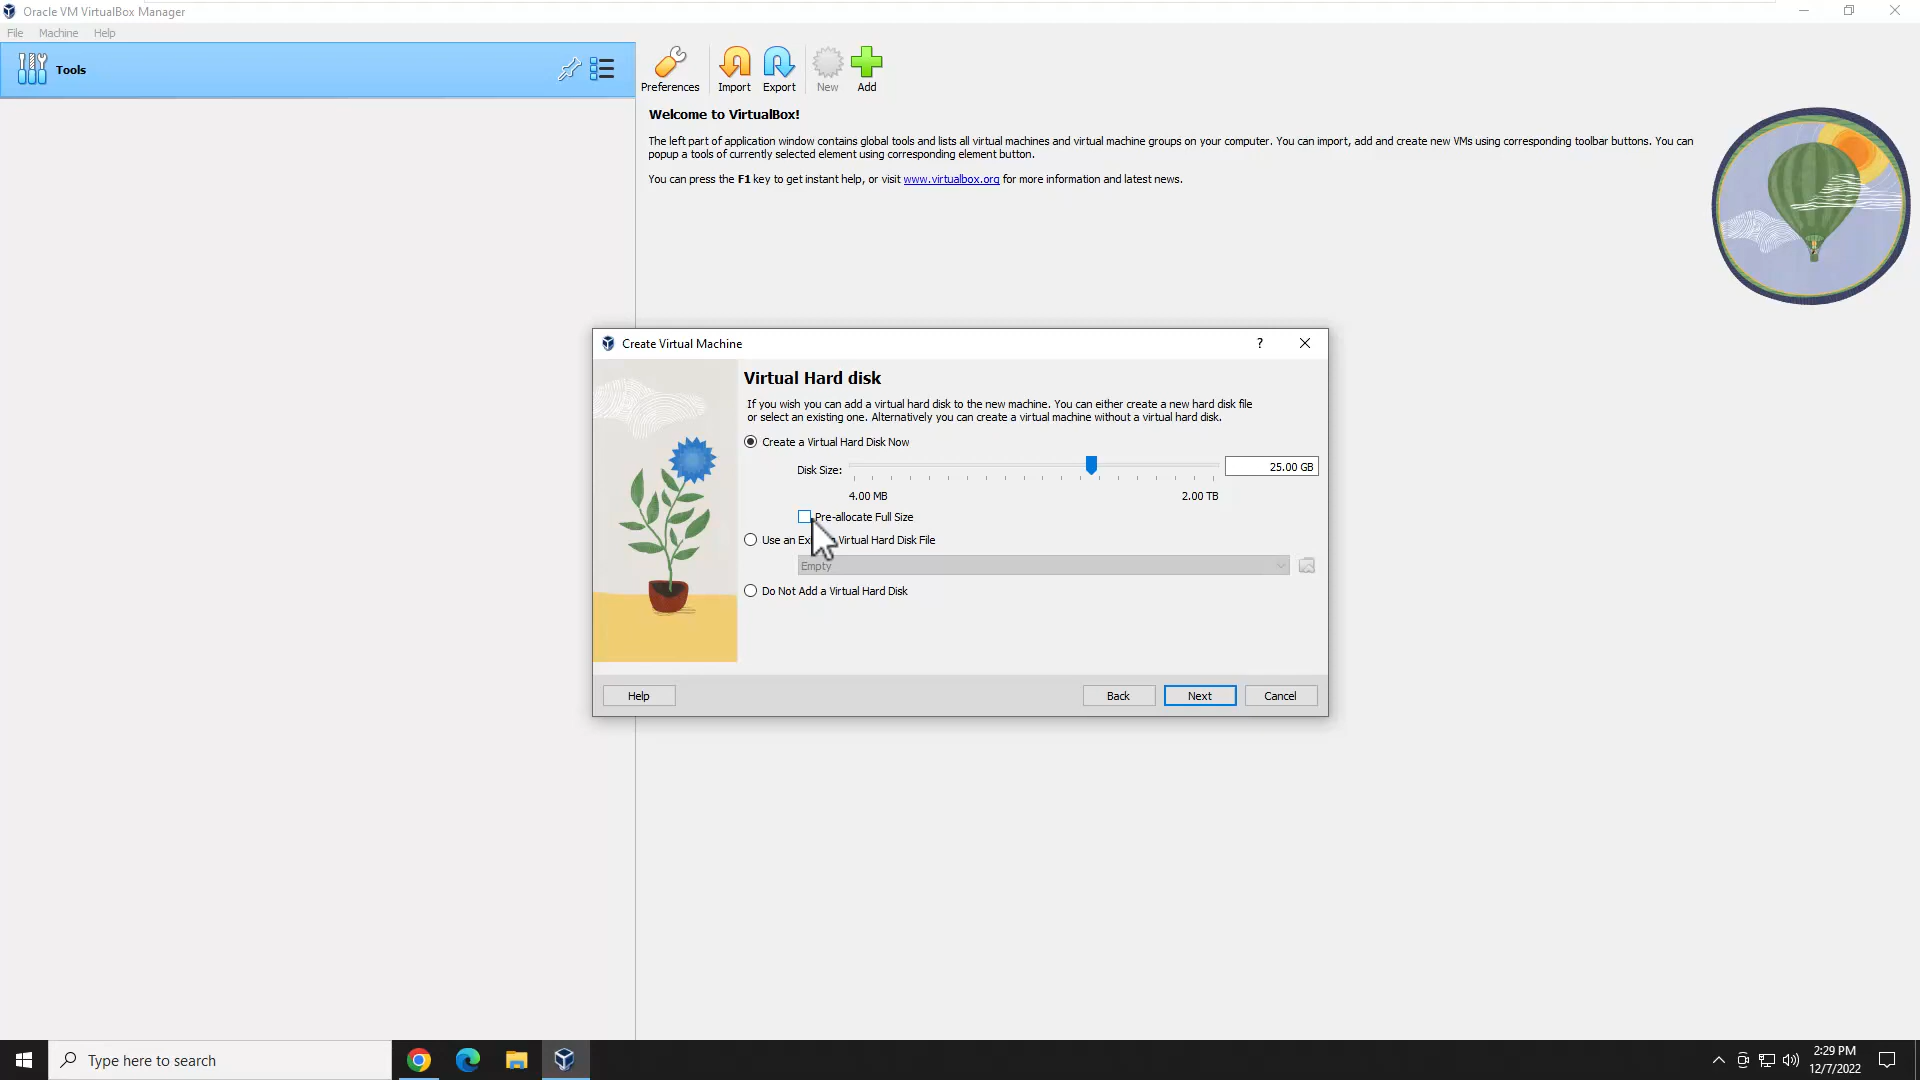 Oracle VM VirtualBox Manager
File Machine Help
Tools
Preferences Import Export New Add
Welcome to VirtualBox!
The left part of application window contains global tools and lists all virtual machines and virtual machine groups on your computer. You can import, add and create new VMs using corresponding toolbar buttons. You can
popup a tools of currently selected element using corresponding element button.
You can press the F1 key to get instant help, or visit www.virtualbox.org for more information and latest news.
Create Virtual Machine
?
Virtual Hard disk
If you wish you can add a virtual hard disk to the new machine. You can either create a new hard disk file
or select an existing one. Alternatively you can create a virtual machine without a virtual hard disk.
Create a Virtual Hard Disk Now
Disk Size: 25.00 GB
4.00 MB 2.00 TB
Pre-allocate Full Size
Use an Virtual Hard Disk File
Empty
Do Not Add a Virtual Hard Disk
Help Back Next Cancel
Type here to search
2:29 PM
12/7/2022